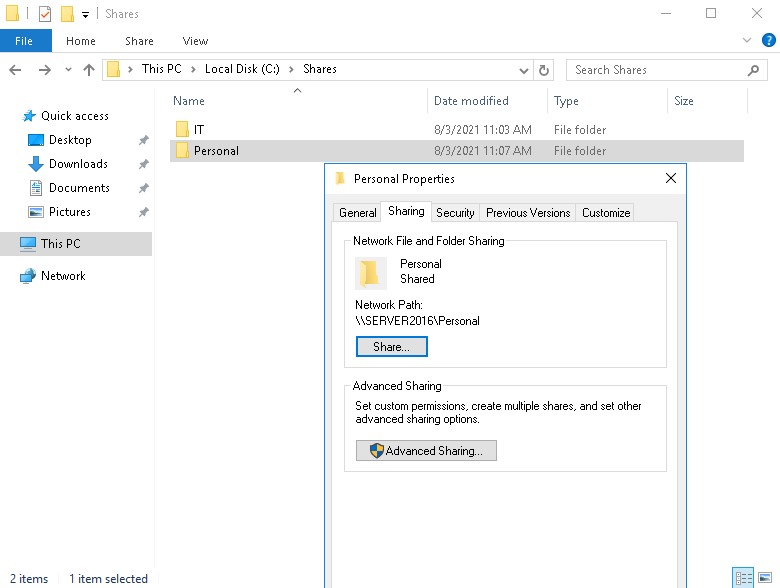 Shares
File Home Share View
This PC Local Disk (C:) Shares
Search Shares
Name Date modified Type Size
Quick access
Desktop
Downloads
Documents
Pictures
This PC
Network
IT 8/3/2021 11:03 AM File folder
Personal 8/3/2021 11:07 AM File folder
Personal Properties
General Sharing Security Previous Versions Customize
Network File and Folder Sharing
Personal
Shared
Network Path:
\\SERVER2016\Personal
Share...
Advanced Sharing
Set custom permissions, create multiple shares, and set other
advanced sharing options.
Advanced Sharing...
2 items 1 item selected